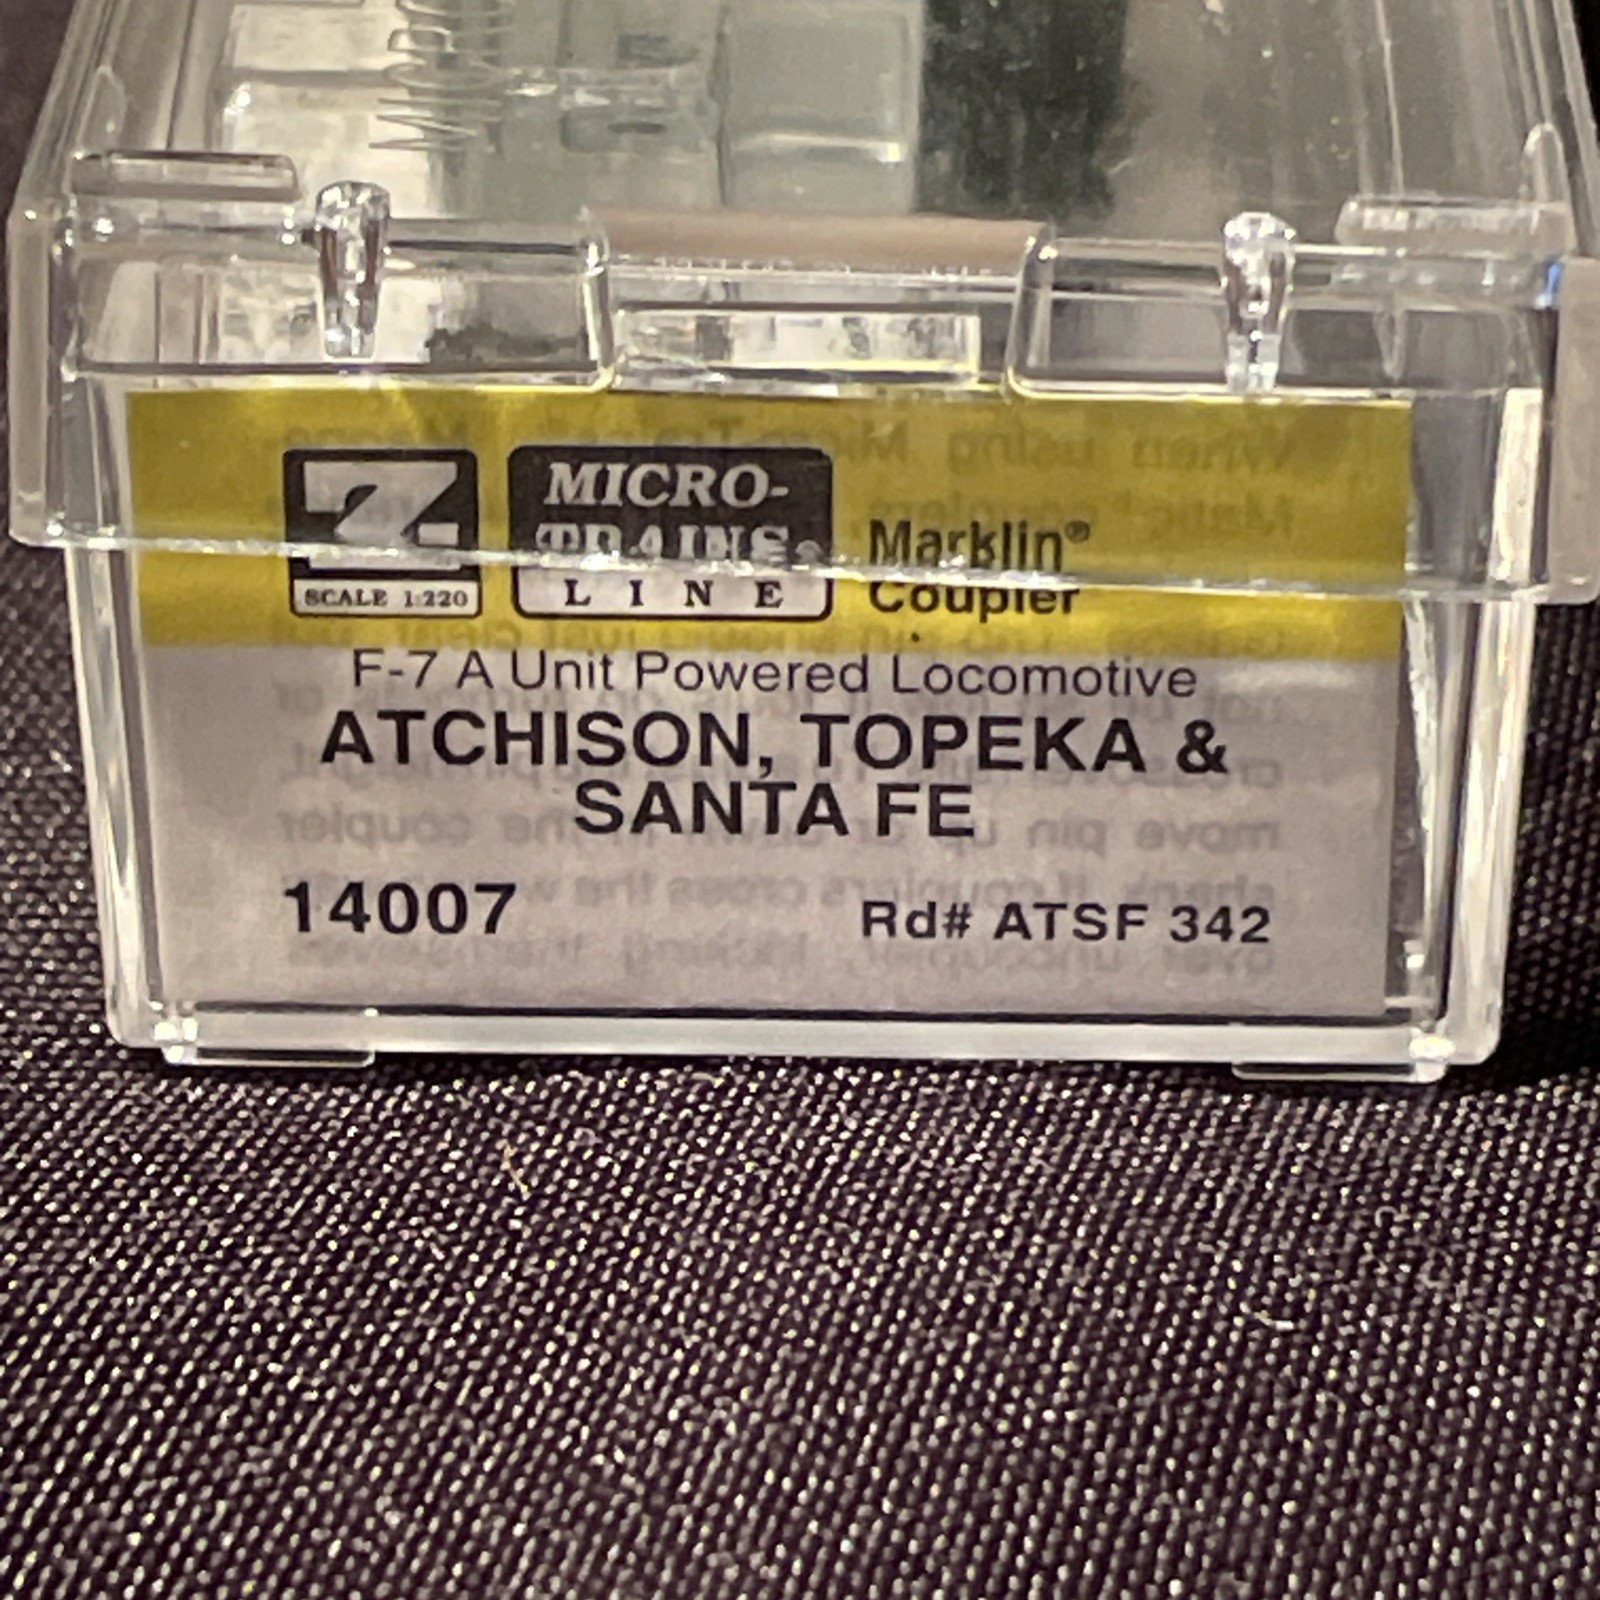 Z
SCALE 1:220
MICRO-
TRAINS®
LINE
Marklin®
Coupler
F-7 A Unit Powered Locomotive
ATCHISON, TOPEKA &
SANTA FE
14007
Rd# ATSF 342